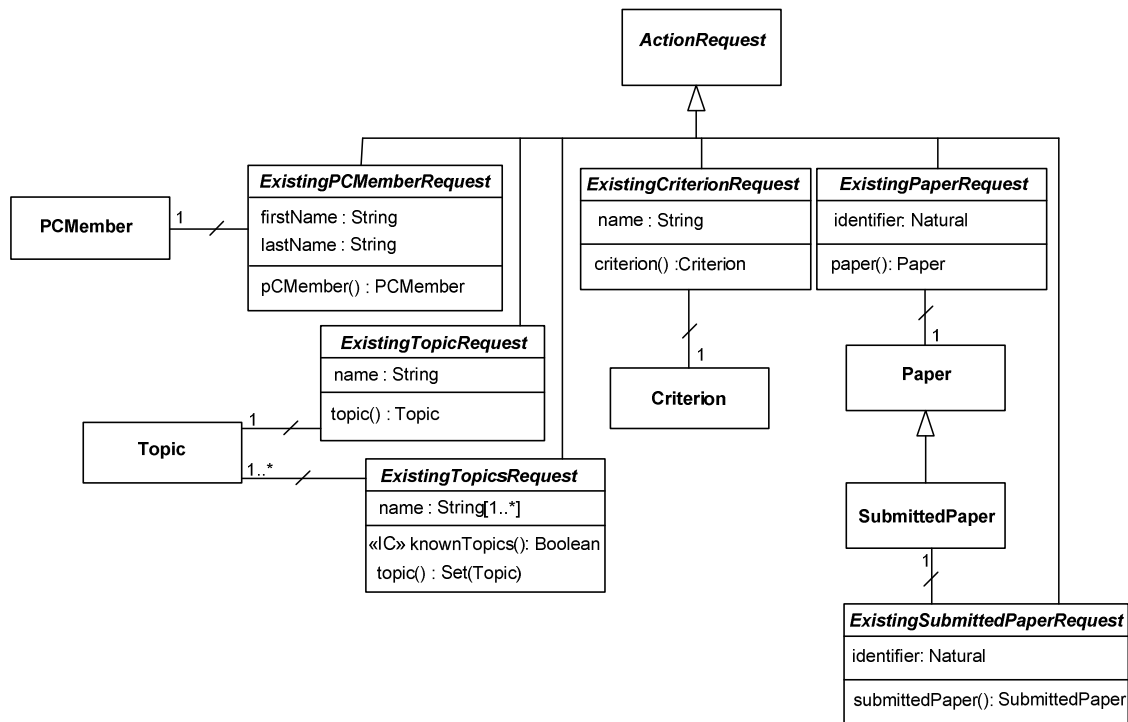 ActionRequest
ExistingPCMemberRequest
firstName : String
lastName : String
pCMember() : PCMember
PCMember
1
ExistingCriterionRequest
name : String
criterion() :Criterion
1
Criterion
ExistingPaperRequest
identifier: Natural
paper(): Paper
1
Paper
ExistingTopicRequest
name : String
topic() : Topic
1
Topic
1..*
ExistingTopicsRequest
name : String[1..*]
«IC» knownTopics(): Boolean
topic() : Set(Topic)
SubmittedPaper
1
ExistingSubmittedPaperRequest
identifier: Natural
submittedPaper(): SubmittedPaper